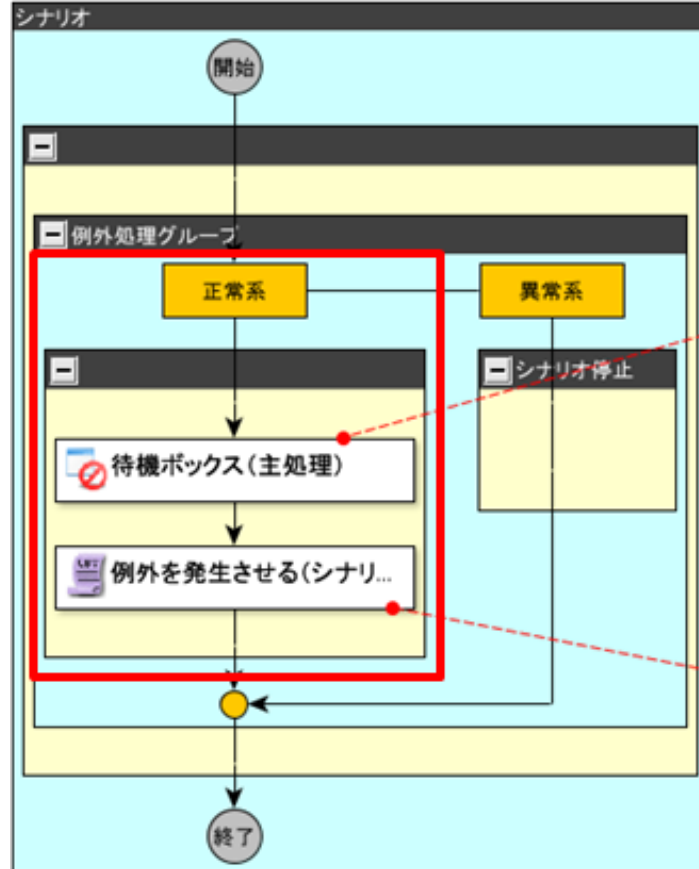 シナリオ
開始
例外処理グループ
正常系
異常系
シナリオ停止
待機ボックス（主処理）
例外を発生させる（シナリ...
終了